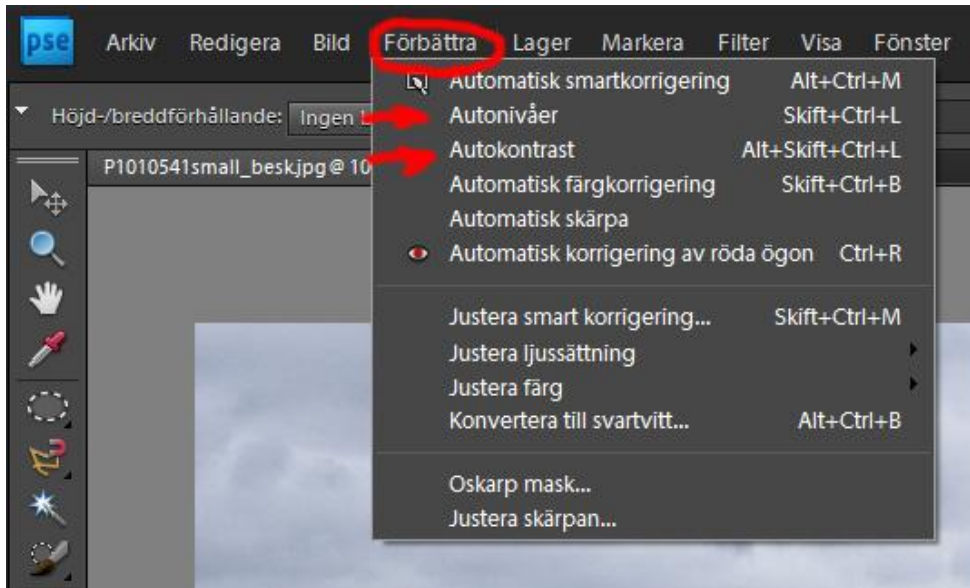 pse Arkiv Redigera Bild Förbättra Lager Markera Filter Visa Fönster
Höjd-/breddförhållande: Ingen
P1010541small_besk.jpg @ 10
Automatisk smartkorrigering Alt+Ctrl+M
Autonivåer Skift+Ctrl+L
Autokontrast Alt+Skift+Ctrl+L
Automatisk färgkorrigering Skift+Ctrl+B
Automatisk skärpa
Automatisk korrigering av röda ögon Ctrl+R
Justera smart korrigering... Skift+Ctrl+M
Justera ljussättning
Justera färg
Konvertera till svartvitt... Alt+Ctrl+B
Oskarp mask...
Justera skärpan...